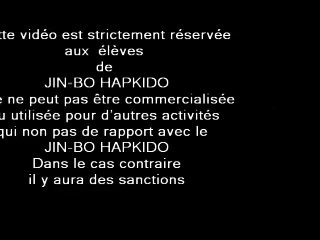 tte vidéo est strictement réservée
aux élèves
de
JIN-BO HAPKIDO
e ne peut pas être commercialisée
u utilisée pour d'autres activités
qui non pas de rapport avec le
JIN-BO HAPKIDO
Dans le cas contraire
il y aura des sanctions